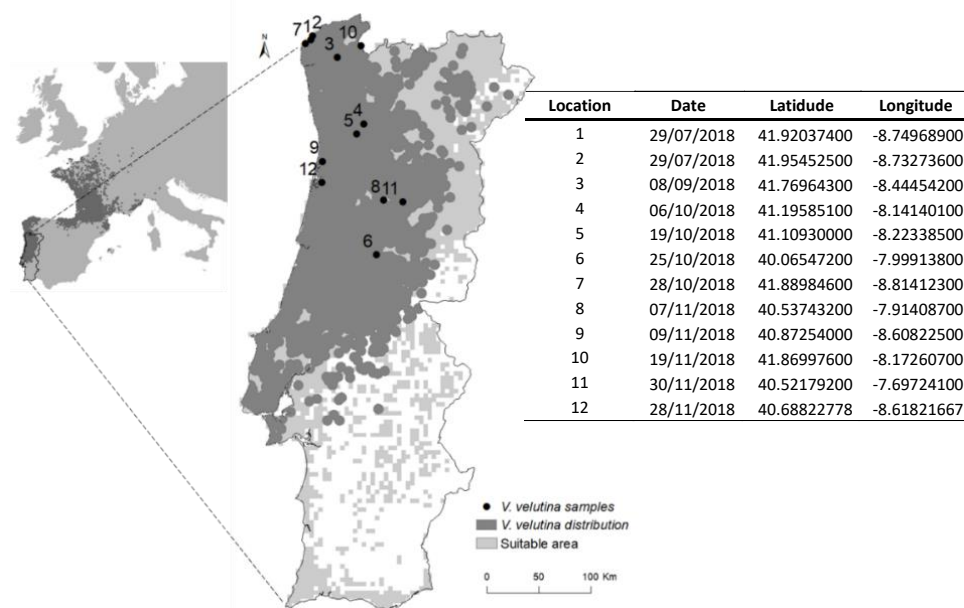 7 1 2
10
3
N
4
5
9
12
8 11
6
Location Date Latidude Longitude
1 29/07/2018 41.92037400 -8.74968900
2 29/07/2018 41.95452500 -8.73273600
3 08/09/2018 41.76964300 -8.44454200
4 06/10/2018 41.19585100 -8.14140100
5 19/10/2018 41.10930000 -8.22338500
6 25/10/2018 40.06547200 -7.99913800
7 28/10/2018 41.88984600 -8.81412300
8 07/11/2018 40.53743200 -7.91408700
9 09/11/2018 40.87254000 -8.60822500
10 19/11/2018 41.86997600 -8.17260700
11 30/11/2018 40.52179200 -7.69724100
12 28/11/2018 40.68822778 -8.61821667
V. velutina samples
V. velutina distribution
Suitable area
0 50 100 Km